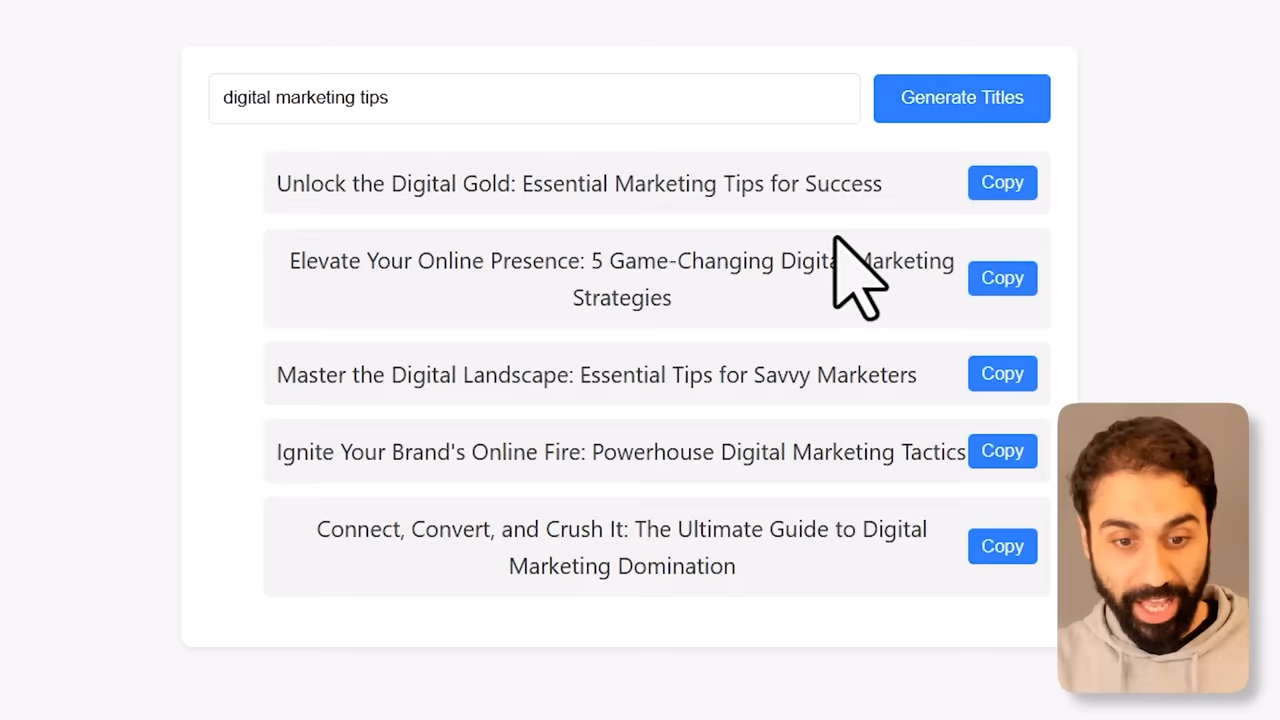 digital marketing tips
Generate Titles
Unlock the Digital Gold: Essential Marketing Tips for Success
Copy
Elevate Your Online Presence: 5 Game-Changing Digital Marketing
Strategies
Copy
Master the Digital Landscape: Essential Tips for Savvy Marketers
Copy
Ignite Your Brand's Online Fire: Powerhouse Digital Marketing Tactics
Copy
Connect, Convert, and Crush It: The Ultimate Guide to Digital
Marketing Domination
Copy